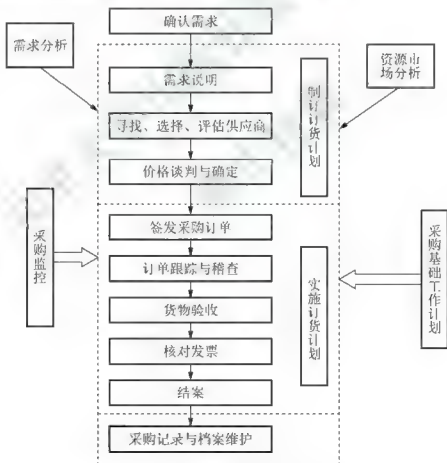 确认需求
需求分析
需求说明
资源市
场分析
寻找、选择、评估供应商
制订订货计划
价格谈判与确定
签发采购订单
采购监控
订单跟踪与稽查
实施订货计划
采购基础工作计划
货物验收
核对发票
结案
采购记录与档案维护